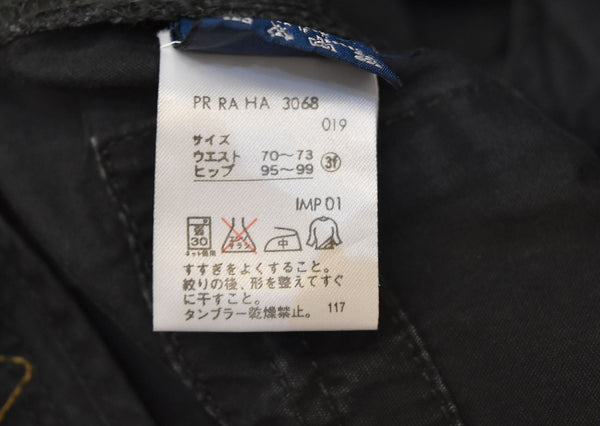 PR RA HA 3068
019
サイズ
ウエスト 70〜73
ヒップ 95〜99 3f
IMP 01
弱 30 中
ネット使用
すすぎをよくすること。
絞りの後、形を整えてすぐ
に干すこと。
タンブラー乾燥禁止。 117